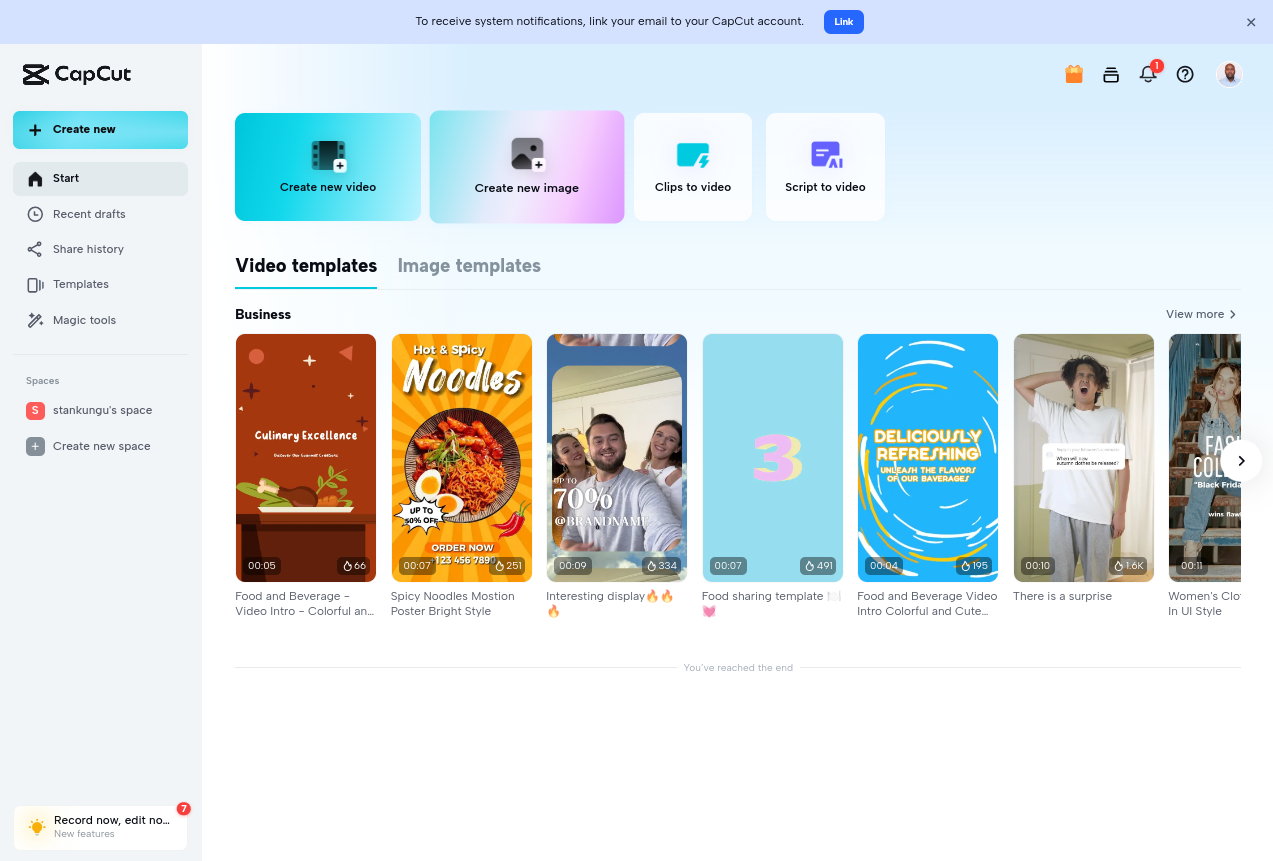 To receive system notifications, link your email to your CapCut account.
Link
CapCut
1
Create new
Start
Recent drafts
Share history
Templates
Magic tools
Spaces
S
stankungu's space
Create new space
Create new video
Create new image
Clips to video
Script to video
AI
Video templates
Image templates
Business
View more
Culinary Excellence
Discover Our Gourmet Creations
00:05
66
Food and Beverage –
Video Intro – Colorful an...
Hot & Spicy
Noodles
UP TO
50% OFF
ORDER NOW
123 456 7890
00:07
251
Spicy Noodles Mostion
Poster Bright Style
UP TO
70%
@BRANDNAME
00:09
334
Interesting display🔥🔥
🔥
3
00:07
491
Food sharing template 🍽️
💓
DELICIOUSLY
REFRESHING
UNLEASH THE FLAVORS
OF OUR BAVERAGES
00:04
195
Food and Beverage Video
Intro Colorful and Cute...
When will new
autumn clothes be released?
00:10
1.6K
There is a surprise
"Black Frida
wins flaw
00:11
Women's Clo
In UI Style
You've reached the end
Record now, edit no...
New features
7